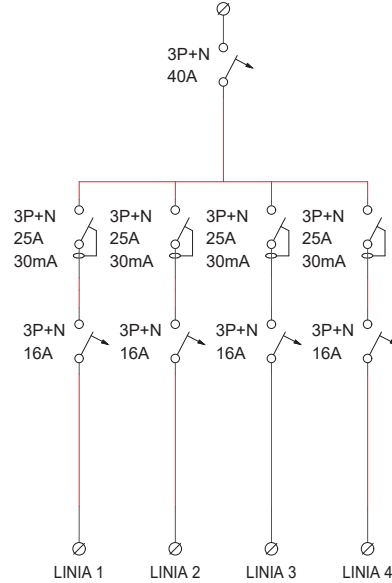 3P+N
40A
3P+N 3P+N 3P+N 3P+N
25A 25A 25A 25A
30mA 30mA 30mA 30mA
3P+N 3P+N 3P+N 3P+N
16A 16A 16A 16A
LINIA 1 LINIA 2 LINIA 3 LINIA 4